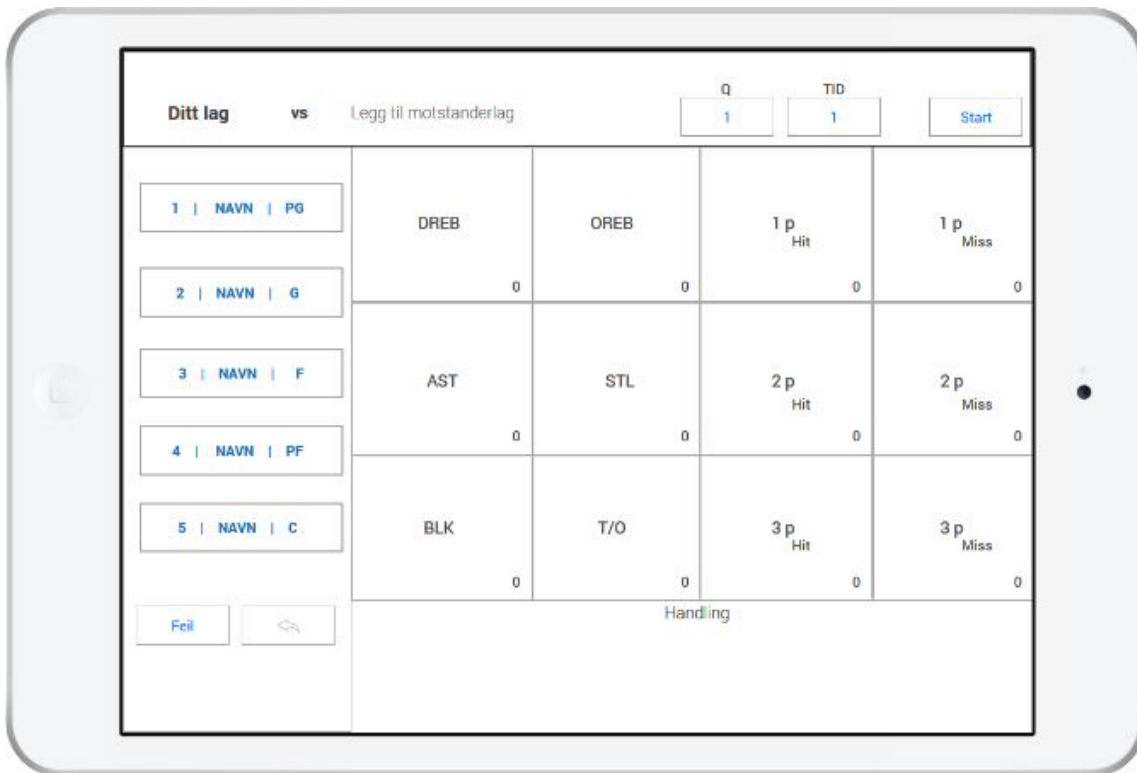 Q TID
Ditt lag vs Legg til motstanderlag 1 1 Start
1 | NAVN | PG
2 | NAVN | G
3 | NAVN | F
4 | NAVN | PF
5 | NAVN | C
Feil
DREB OREB 1 p Hit 1 p Miss
0 0 0 0
AST STL 2 p Hit 2 p Miss
0 0 0 0
BLK T/O 3 p Hit 3 p Miss
0 0 0 0
Handling